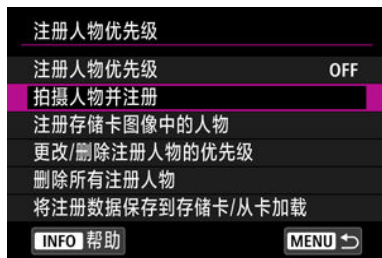 注册人物优先级
注册人物优先级 OFF
拍摄人物并注册
注册存储卡图像中的人物
更改/删除注册人物的优先级
删除所有注册人物
将注册数据保存到存储卡/从卡加载
INFO 帮助 MENU